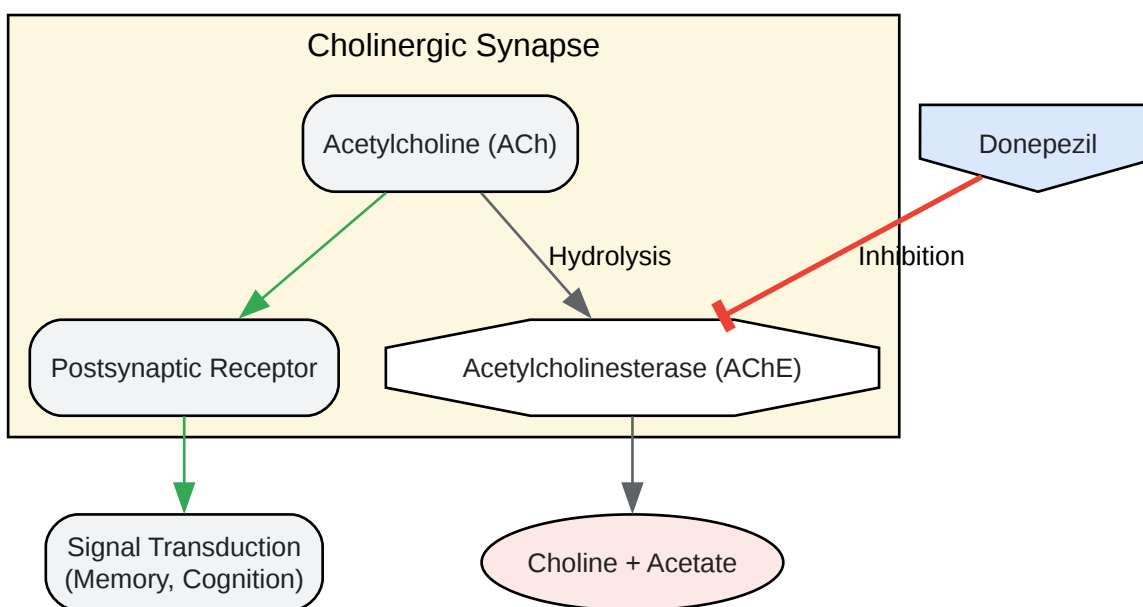 Cholinergic Synapse
Acetylcholine (ACh)
Donepezil
Hydrolysis
Inhibition
Postsynaptic Receptor
Acetylcholinesterase (AChE)
Signal Transduction
(Memory, Cognition)
Choline + Acetate